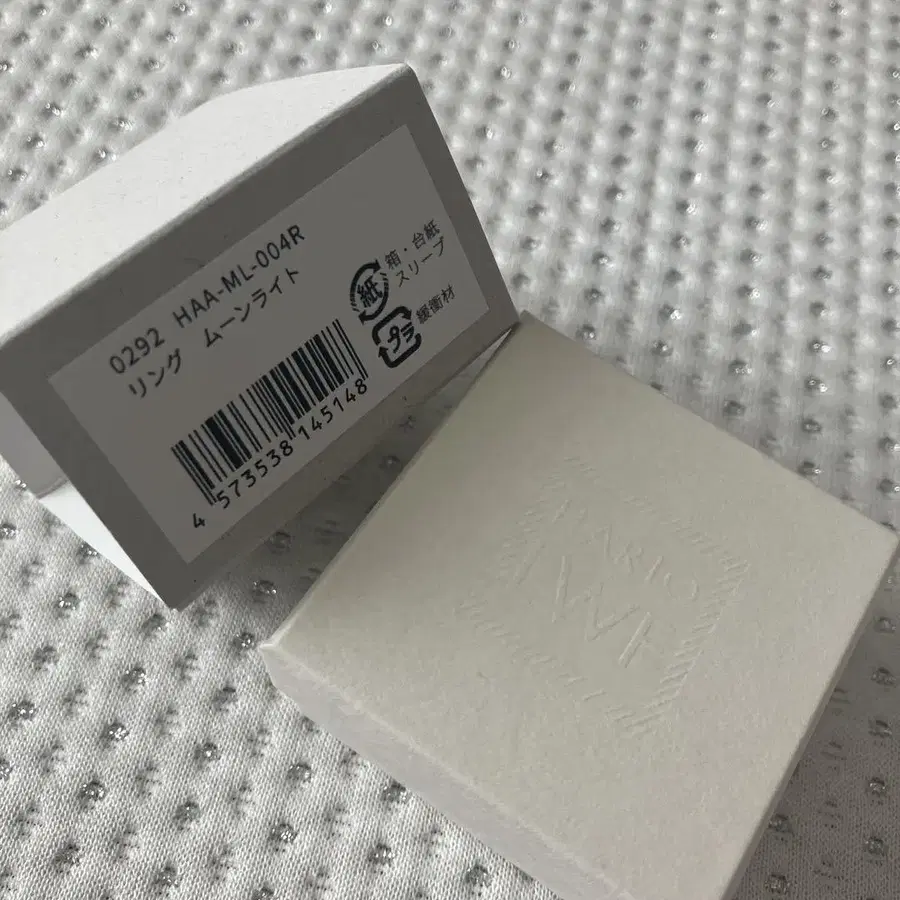 0292 HAA-ML-004R
リング ムーンライト
4 573538 145148
紙
箱・台紙
スリーブ
プラ
緩衝材